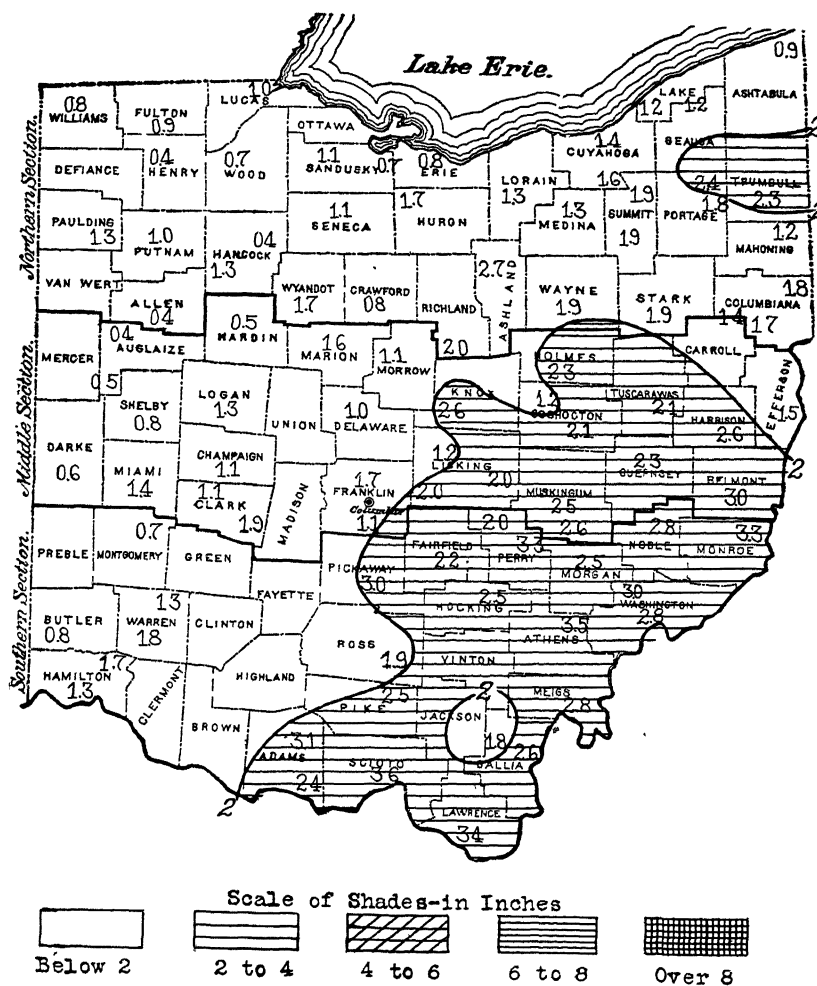 Lake Erie.
0.9
LAKE
1.2
1.2
ASHTABULA
1.0
LUCAS
0.8
WILLIAMS
FULTON
0.9
OTTAWA
1.4
CUYAHOGA
GEAUGA
2
Northern Section.
DEFIANCE
0.4
HENRY
0.7
WOOD
1.1
SANDUSKY
0.7
0.8
ERIE
LORAIN
1.3
1.6
2.4
TRUMBULL
2.3
2
PAULDING
1.3
1.0
PUTNAM
0.4
HANCOCK
1.3
1.1
SENECA
1.7
HURON
1.3
MEDINA
1.9
SUMMIT
1.9
PORTAGE
1.8
1.2
MAHONING
VAN WERT
ALLEN
0.4
WYANDOT
1.7
CRAWFORD
0.8
RICHLAND
2.7
ASHLAND
WAYNE
1.9
STARK
1.9
1.8
COLUMBIANA
1.4
1.7
Middle Section.
MERCER
0.4
AUGLAIZE
0.5
HARDIN
1.6
MARION
1.1
MORROW
2.0
HOLMES
2.3
CARROLL
JEFFERSON
1.5
0.5
SHELBY
0.8
LOGAN
1.3
UNION
1.0
DELAWARE
KNOX
2.6
1.2
COSHOCTON
2.1
TUSCARAWAS
2.1
HARRISON
2.6
DARKE
0.6
MIAMI
1.4
CHAMPAIGN
1.1
1.1
CLARK
1.9
MADISON
1.7
FRANKLIN
Columbus
1.1
1.2
LICKING
2.0
2.0
2.3
GUERNSEY
BELMONT
3.0
2
MUSKINGUM
2.5
2.6
Southern Section.
PREBLE
0.7
MONTGOMERY
GREEN
FAYETTE
PICKAWAY
3.0
2.0
FAIRFIELD
2.2
3.3
PERRY
2.5
MORGAN
2.8
NOBLE
3.3
MONROE
BUTLER
0.8
1.3
WARREN
1.8
CLINTON
ROSS
1.9
2.5
HOCKING
3.5
ATHENS
3.0
WASHINGTON
2.8
HAMILTON
1.3
1.7
CLERMONT
HIGHLAND
BROWN
VINTON
2.5
PIKE
2
JACKSON
1.8
MEIGS
2.8
2.6
GALLIA
3.1
ADAMS
2.4
SCIOTO
3.6
2
LAWRENCE
3.4
Scale of Shades-in Inches
Below 2
2 to 4
4 to 6
6 to 8
Over 8